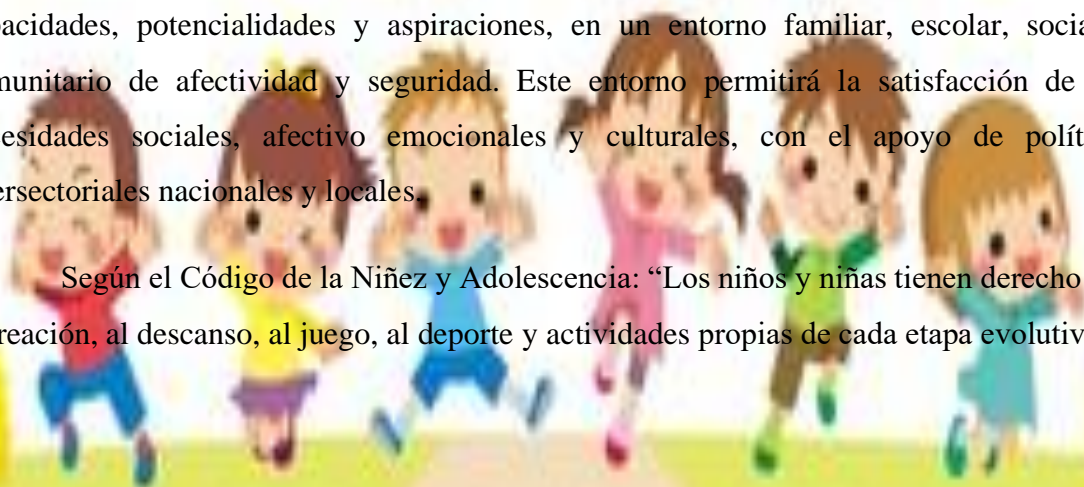 pacidades, potencialidades y aspiraciones, en un entorno familiar, escolar, socia
munitario de afectividad y seguridad. Este entorno permitirá la satisfacción de
esidades sociales, afectivo emocionales y culturales, con el apoyo de polít
ersectoriales nacionales y locales.
Según el Código de la Niñez y Adolescencia: “Los niños y niñas tienen derecho
reación, al descanso, al juego, al deporte y actividades propias de cada etapa evolutiv